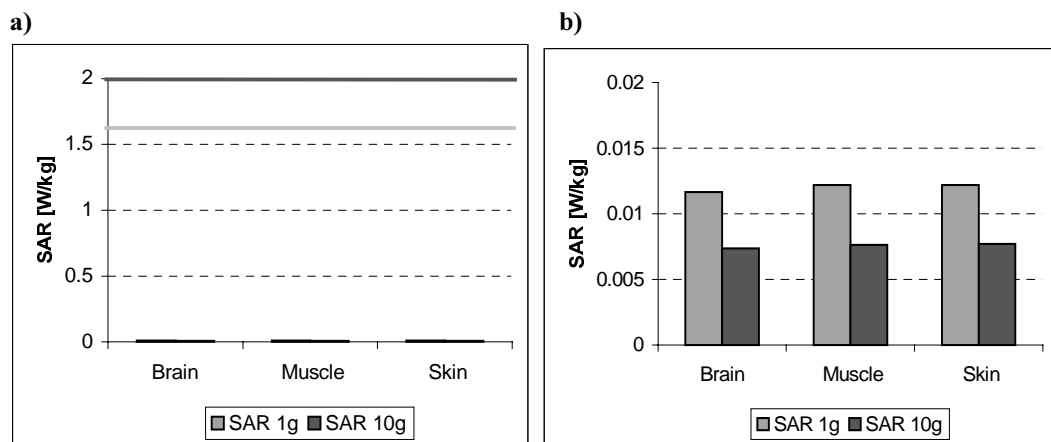 a)
SAR [W/kg]
2
1.5
1
0.5
0
Brain Muscle Skin
SAR 1g SAR 10g
b)
SAR [W/kg]
0.02
0.015
0.01
0.005
0
Brain Muscle Skin
SAR 1g SAR 10g